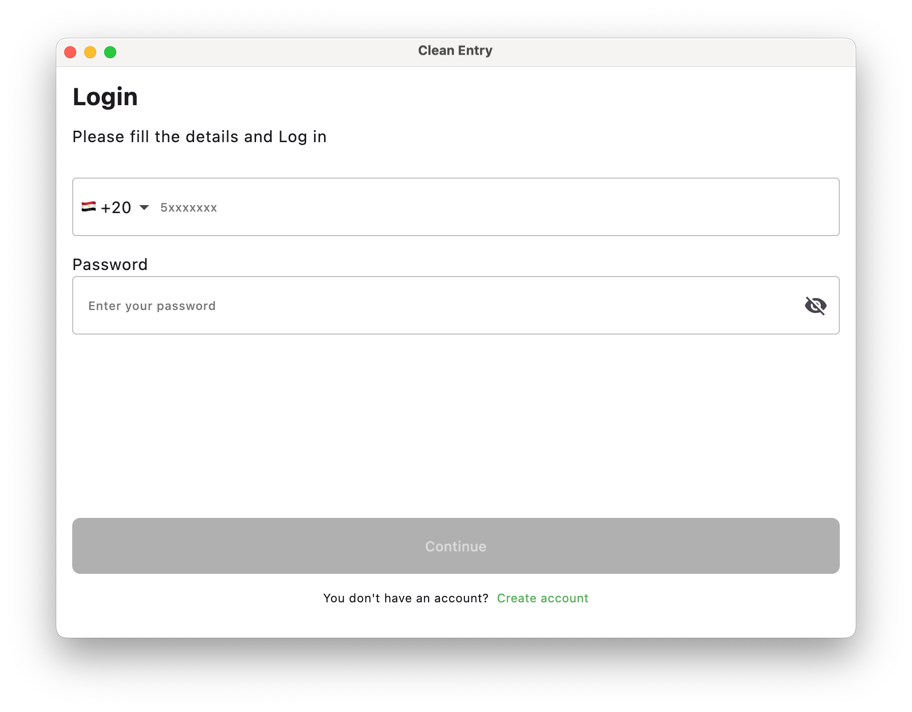 Clean Entry
Login
Please fill the details and Log in
+20 5xxxxxxx
Password
Enter your password
Continue
You don't have an account? Create account